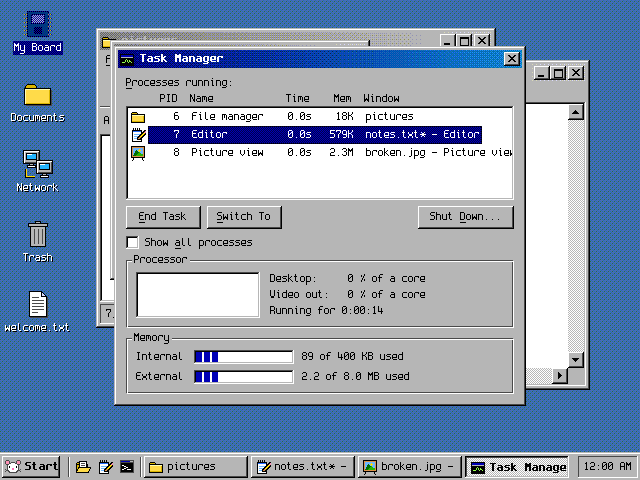 My Board
Documents
Network
Trash
welcome.txt
pictures
Task Manager
Processes running:
PID Name Time Mem Window
6 File manager 0.0s 18K pictures
7 Editor 0.0s 579K notes.txt* - Editor
8 Picture view 0.0s 2.3M broken.jpg - Picture view
End Task
Switch To
Shut Down...
Show all processes
Processor
Desktop: 0 % of a core
Video out: 0 % of a core
Running for 0:00:14
Memory
Internal 89 of 400 KB used
External 2.2 of 8.0 MB used
Start
pictures
notes.txt* -
broken.jpg -
Task Manage
12:00 AM